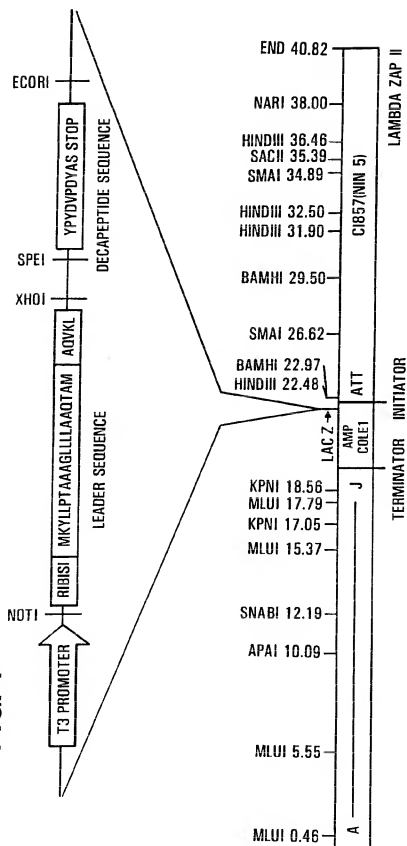 ECORI
YPYDVPDYAS STOP
DECAPEPTIDE SEQUENCE
SPEI
XHOI
AQVKL
MKYLLPTAAAGLLLLAAQTAM
LEADER SEQUENCE
RIBISI
NOTI
T3 PROMOTER
END 40.82
NARI 38.00
HINDIII 36.46
SACII 35.39
SMAI 34.89
HINDIII 32.50
HINDIII 31.90
BAMHI 29.50
SMAI 26.62
BAMHI 22.97
HINDIII 22.48
LAC Z
KPNI 18.56
MLUI 17.79
KPNI 17.05
MLUI 15.37
SNABI 12.19
APAI 10.09
MLUI 5.55
MLUI 0.46
CI857(NIN 5)
ATT
AMP
COLE1
J
A
LAMBDA ZAP II
INITIATOR
TERMINATOR